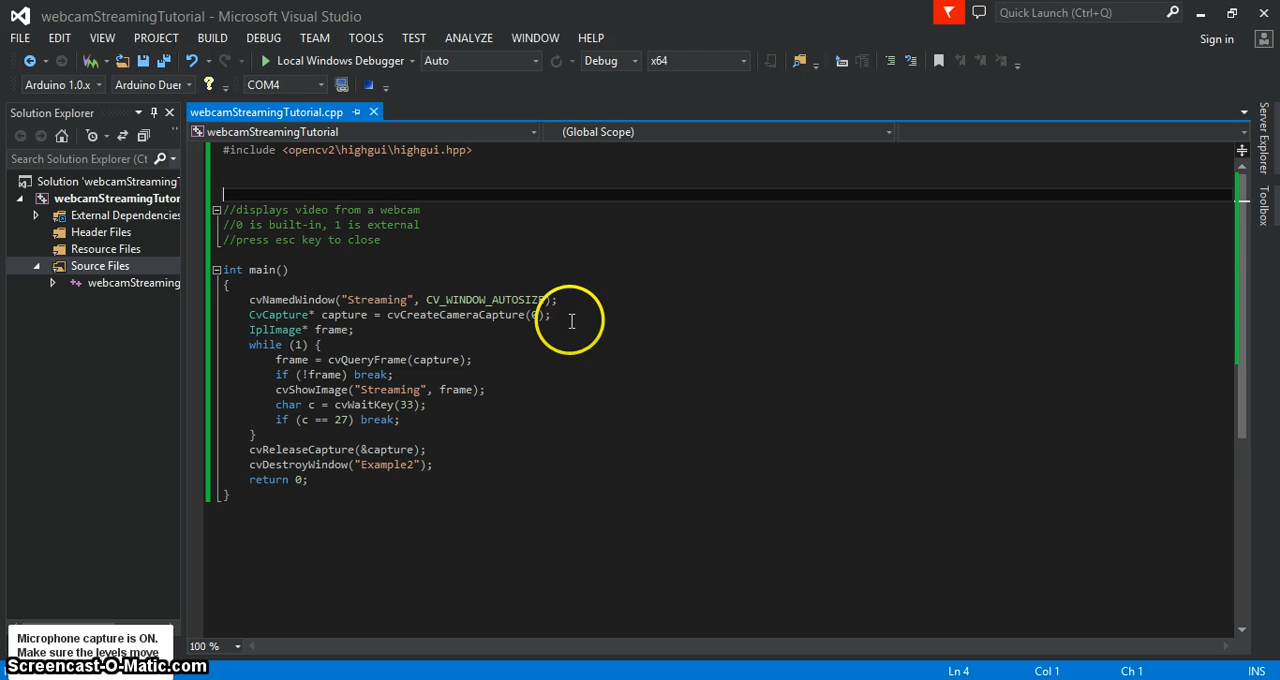 webcamStreamingTutorial - Microsoft Visual Studio
Quick Launch (Ctrl+Q)
FILE EDIT VIEW PROJECT BUILD DEBUG TEAM TOOLS TEST ANALYZE WINDOW HELP
Sign in
Local Windows Debugger Auto Debug x64
Arduino 1.0.x Arduino Duer COM4
Solution Explorer
webcamStreamingTutorial.cpp
webcamStreamingTutorial (Global Scope)
Search Solution Explorer (Ct
Solution 'webcamStreamingT
webcamStreamingTutor
External Dependencies
Header Files
Resource Files
Source Files
webcamStreaming
#include <opencv2\highgui\highgui.hpp>
//displays video from a webcam
//0 is built-in, 1 is external
//press esc key to close
int main()
{
cvNamedWindow("Streaming", CV_WINDOW_AUTOSIZE);
CvCapture* capture = cvCreateCameraCapture(0);
IplImage* frame;
while (1) {
frame = cvQueryFrame(capture);
if (!frame) break;
cvShowImage("Streaming", frame);
char c = cvWaitKey(33);
if (c == 27) break;
}
cvReleaseCapture(&capture);
cvDestroyWindow("Example2");
return 0;
}
Server Explorer
Toolbox
100 %
Microphone capture is ON.
Make sure the levels move
Screencast-O-Matic.com
Ln 4 Col 1 Ch 1 INS